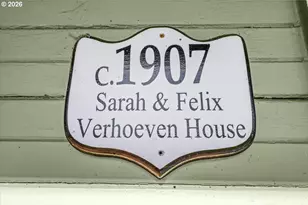 © 2026
c.1907
Sarah & Felix
Verhoeven House